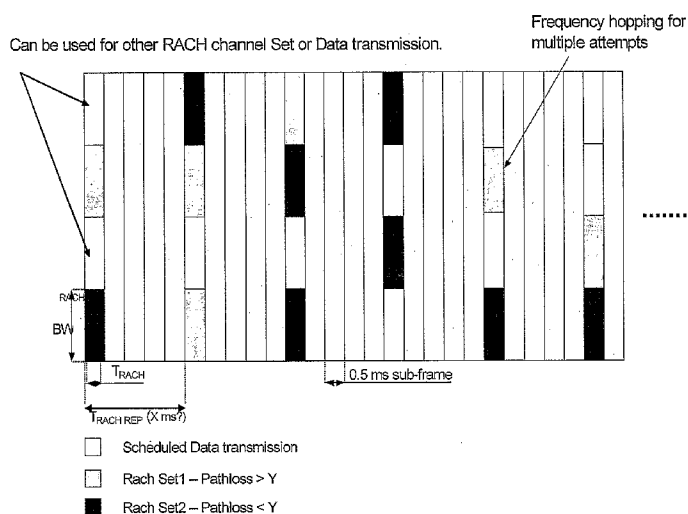 Frequency hopping for
multiple attempts
Can be used for other RACH channel Set or Data transmission.
RACH
BW
TRACH
0.5 ms sub-frame
TRACH REP (X ms?)
Scheduled Data transmission
Rach Set1 – Pathloss > Y
Rach Set2 – Pathloss < Y